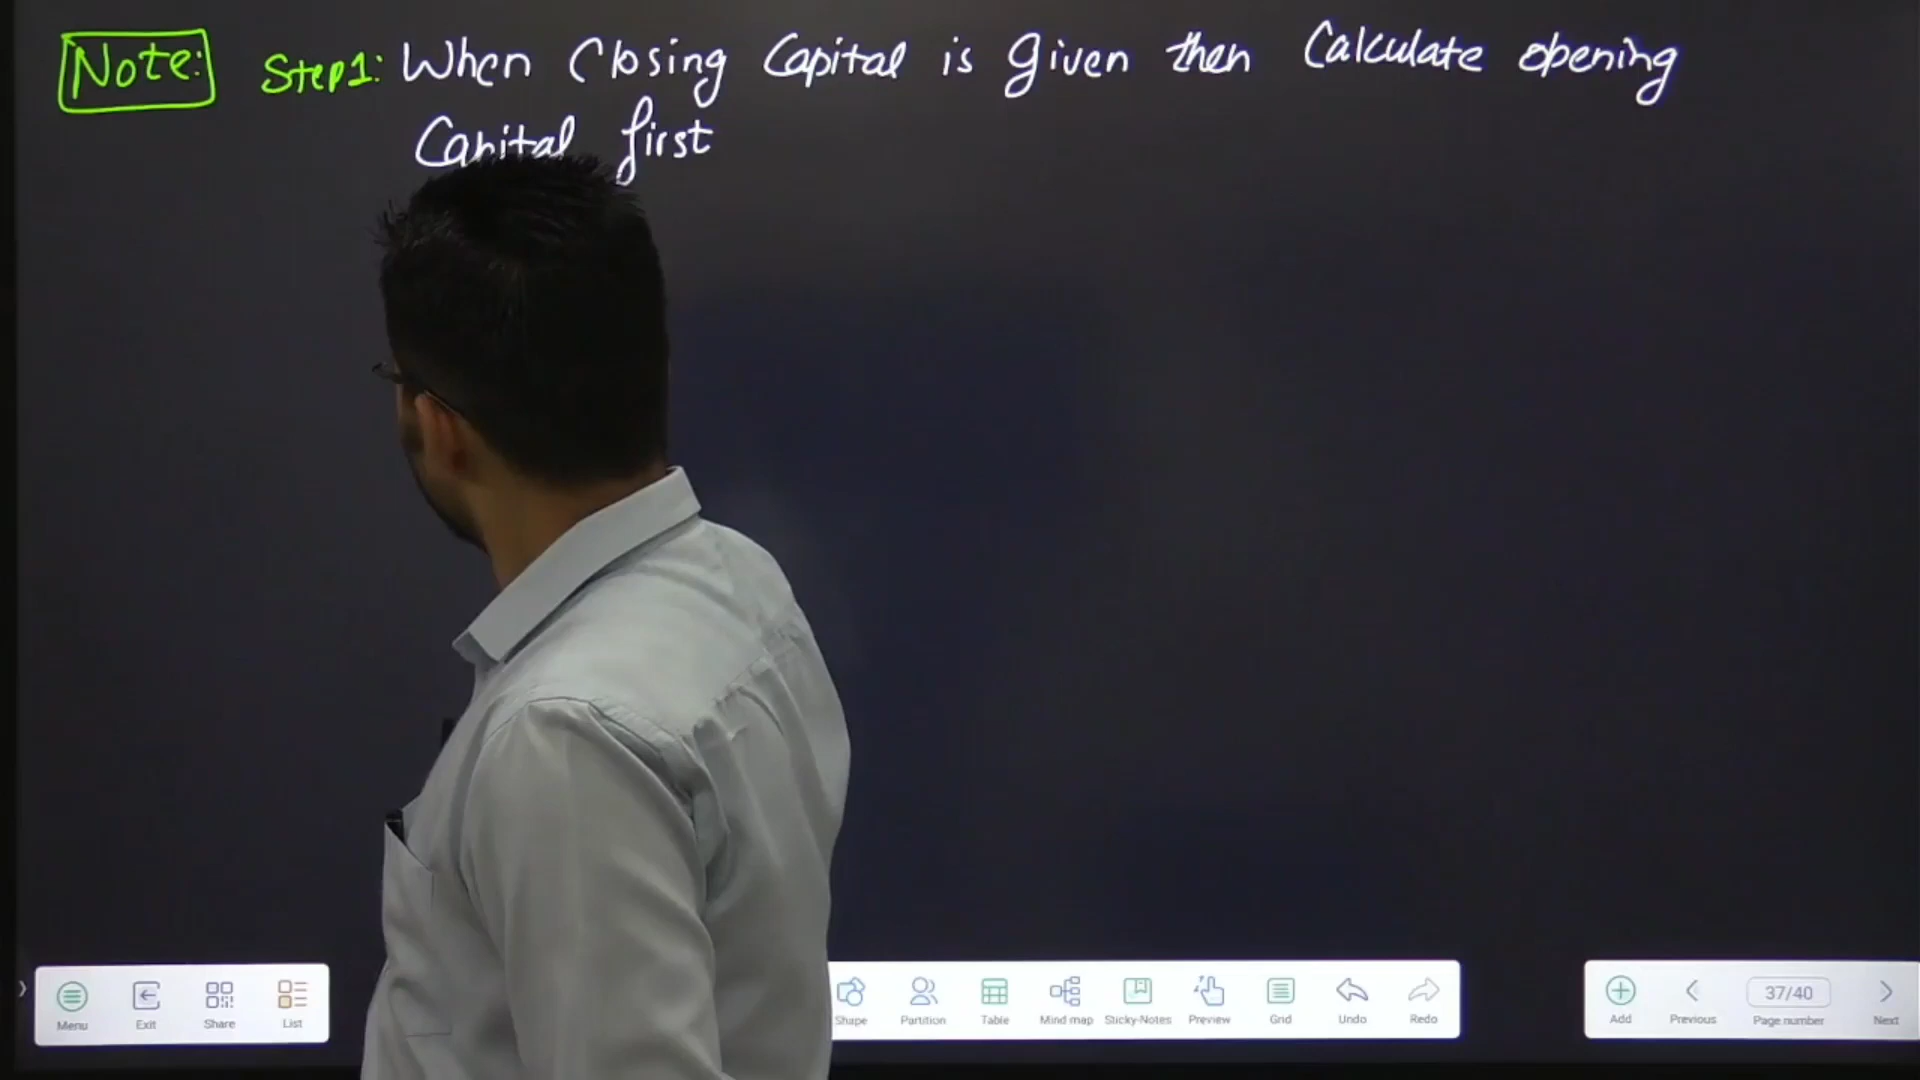 Note: Step1: When Closing Capital is given then Calculate opening
Capital first
Menu Exit Share List Shape Partition Table Mind map Sticky-Notes Preview Grid Undo Redo Add Previous 37/40 Page number Next